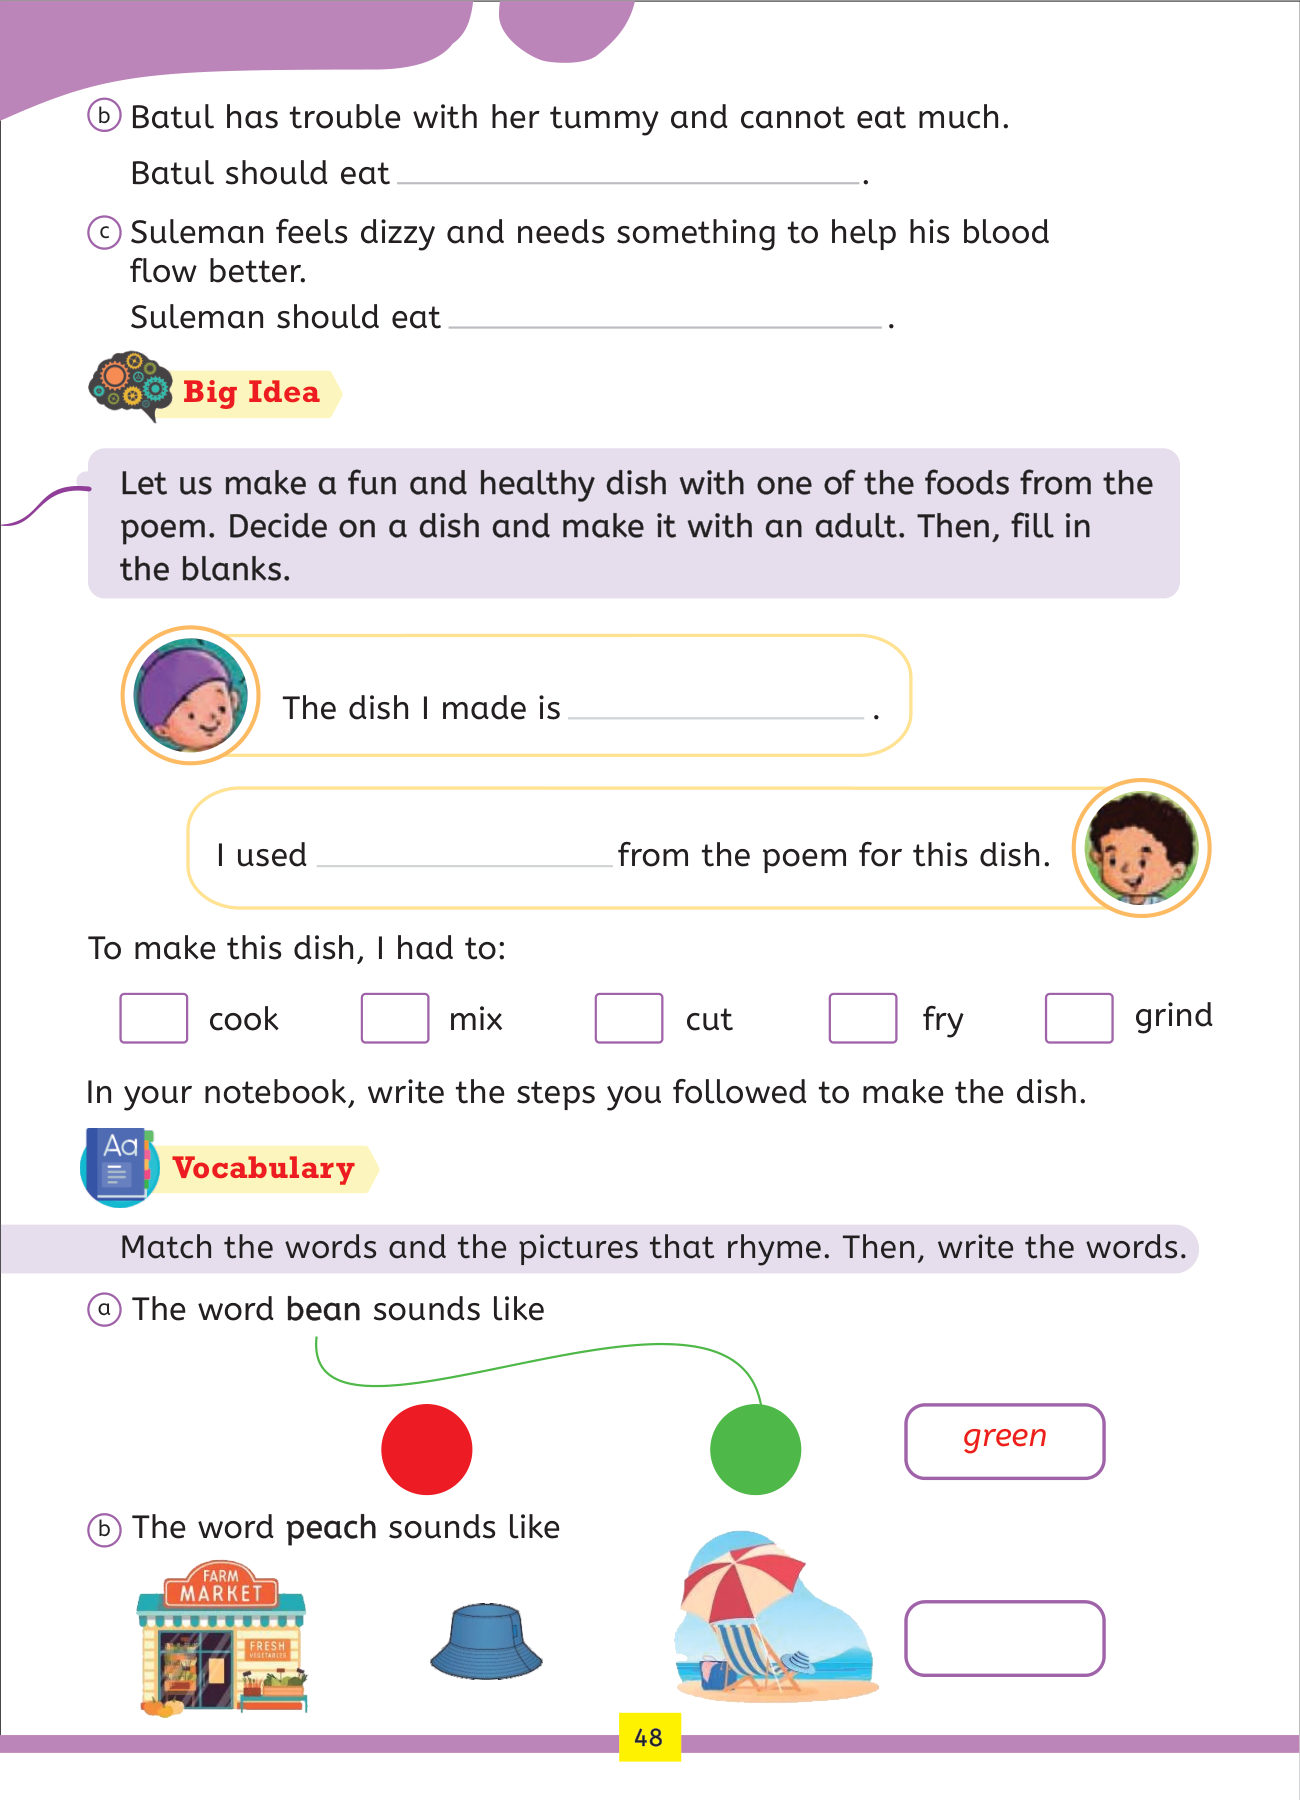 b Batul has trouble with her tummy and cannot eat much.
Batul should eat .
c Suleman feels dizzy and needs something to help his blood
flow better.
Suleman should eat .
Big Idea
Let us make a fun and healthy dish with one of the foods from the
poem. Decide on a dish and make it with an adult. Then, fill in
the blanks.
The dish I made is .
I used from the poem for this dish.
To make this dish, I had to:
cook mix cut fry grind
In your notebook, write the steps you followed to make the dish.
Aa
Vocabulary
Match the words and the pictures that rhyme. Then, write the words.
a The word bean sounds like
green
b The word peach sounds like
FARM
MARKET
FRESH
VEGETABLES
48